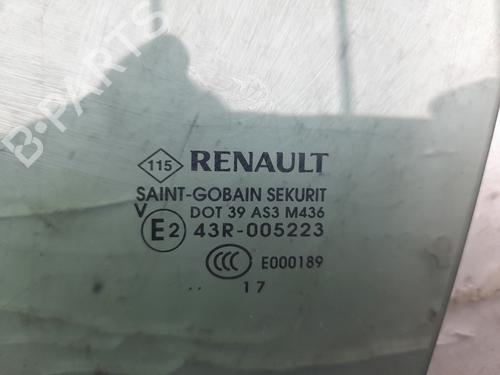 B-PARTS
115 RENAULT
SAINT-GOBAIN SEKURIT
V DOT 39 AS3 M436
E2 43R-005223
CCC E000189
.. 17